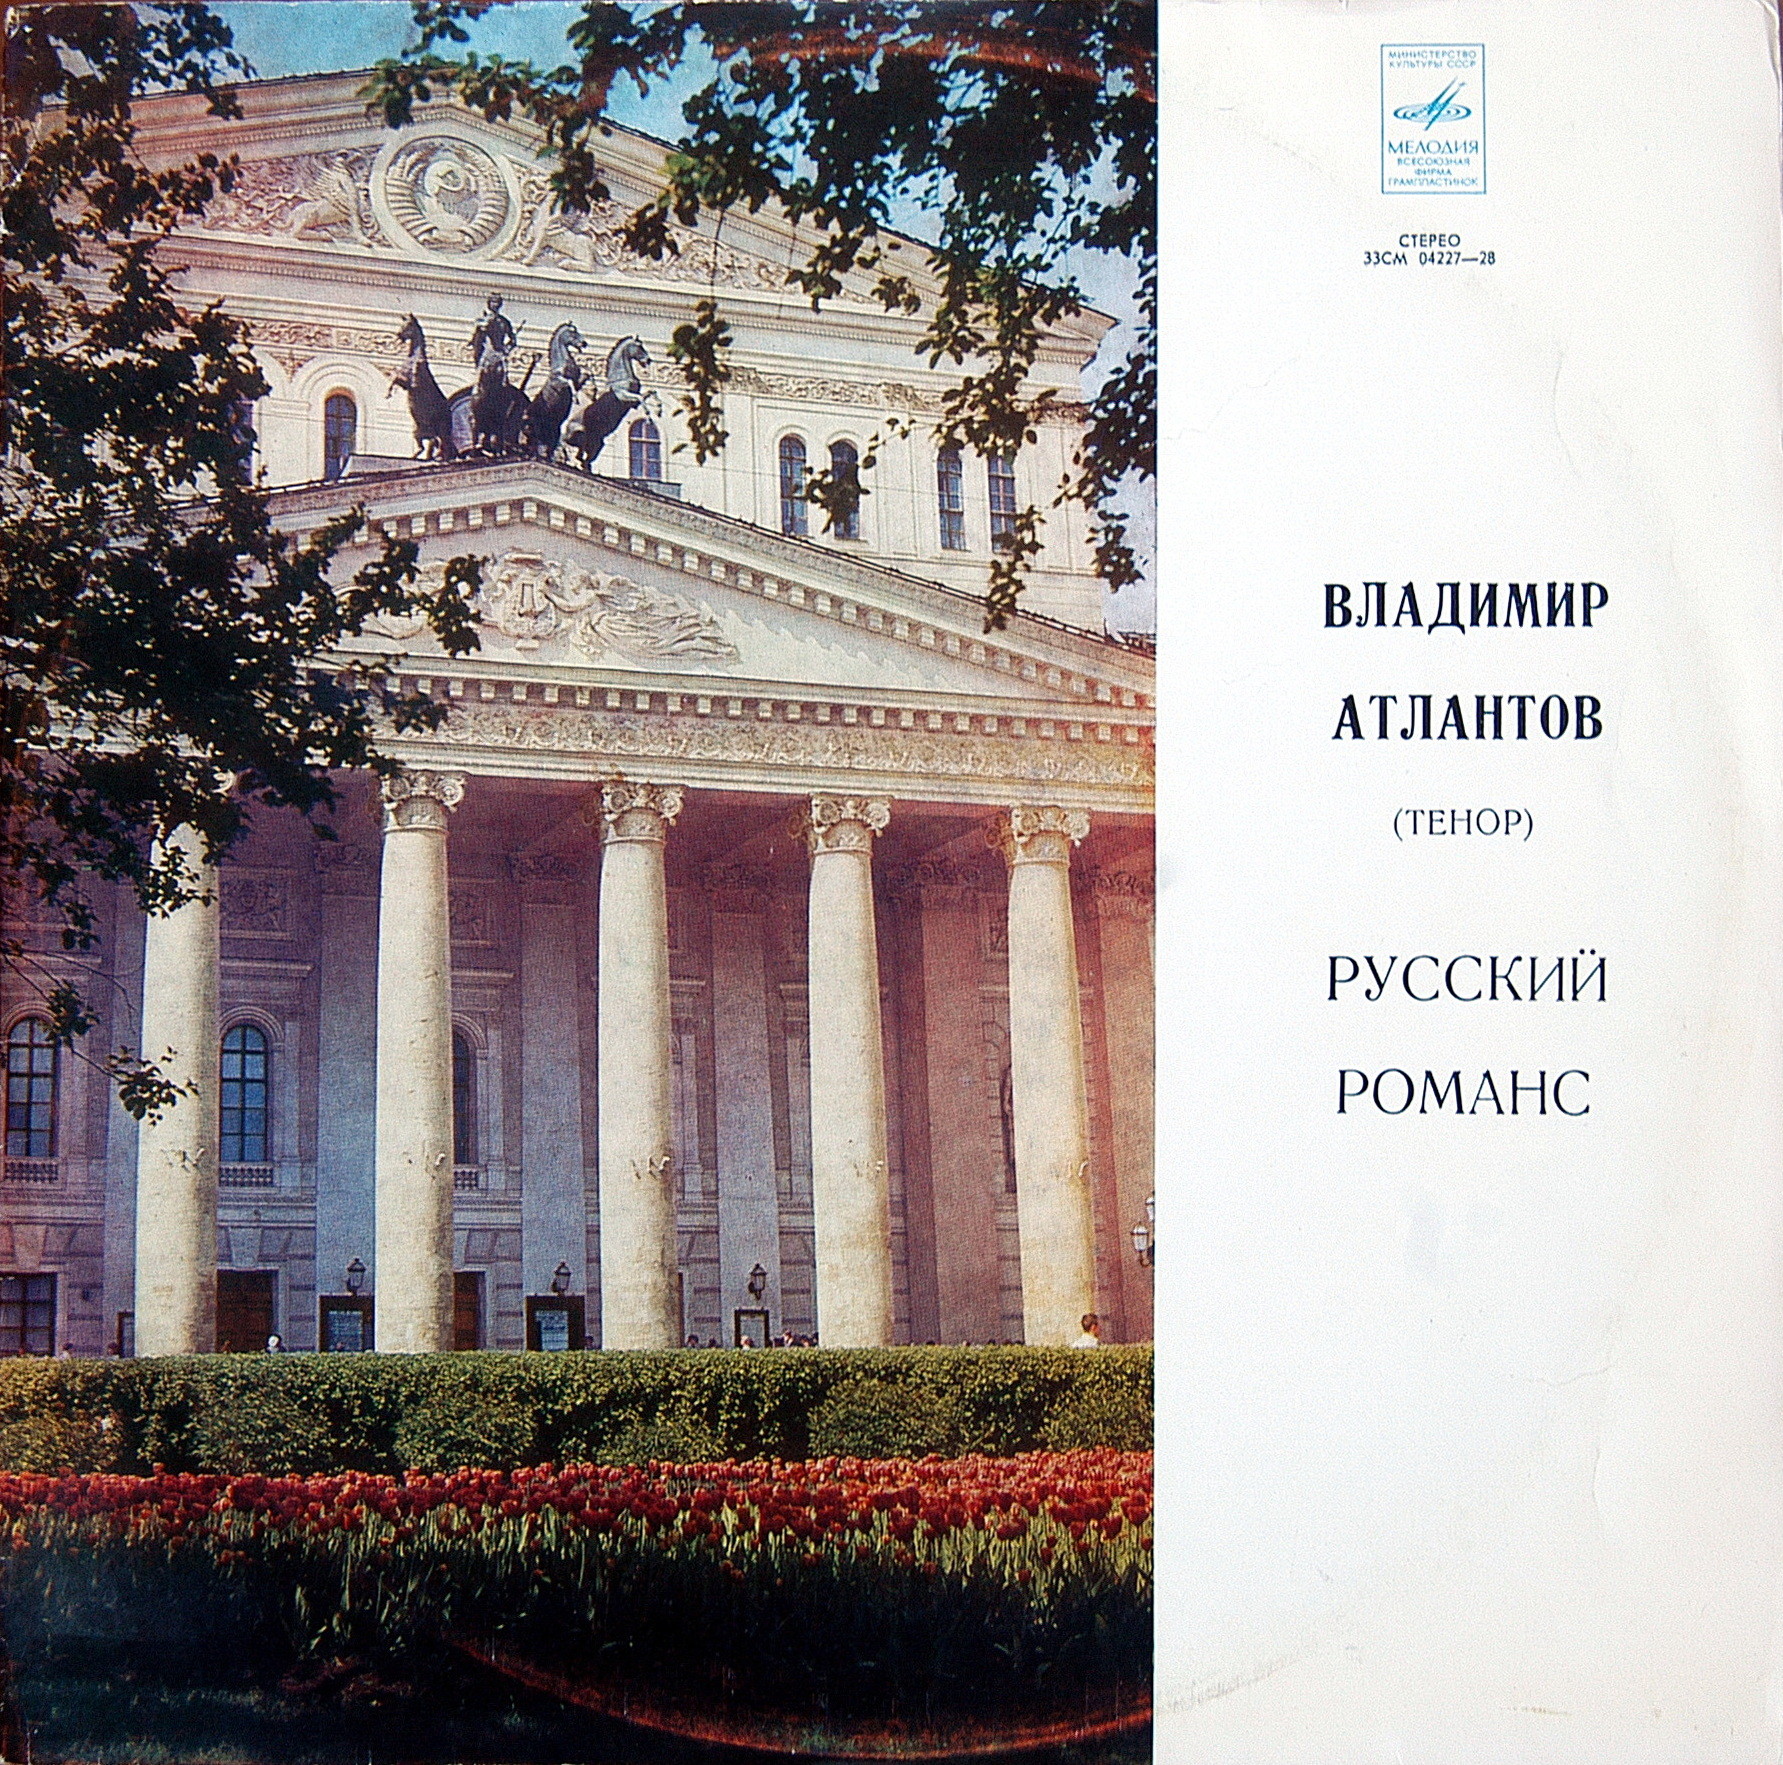 МИНИСТЕРСТВО
КУЛЬТУРЫ СССР
МЕЛОДИЯ
ВСЕСОЮЗНАЯ
ФИРМА
ГРАМПЛАСТИНОК
СТЕРЕО
33СМ 04227—28
ВЛАДИМИР
АТЛАНТОВ
(ТЕНОР)
РУССКИЙ
РОМАНС